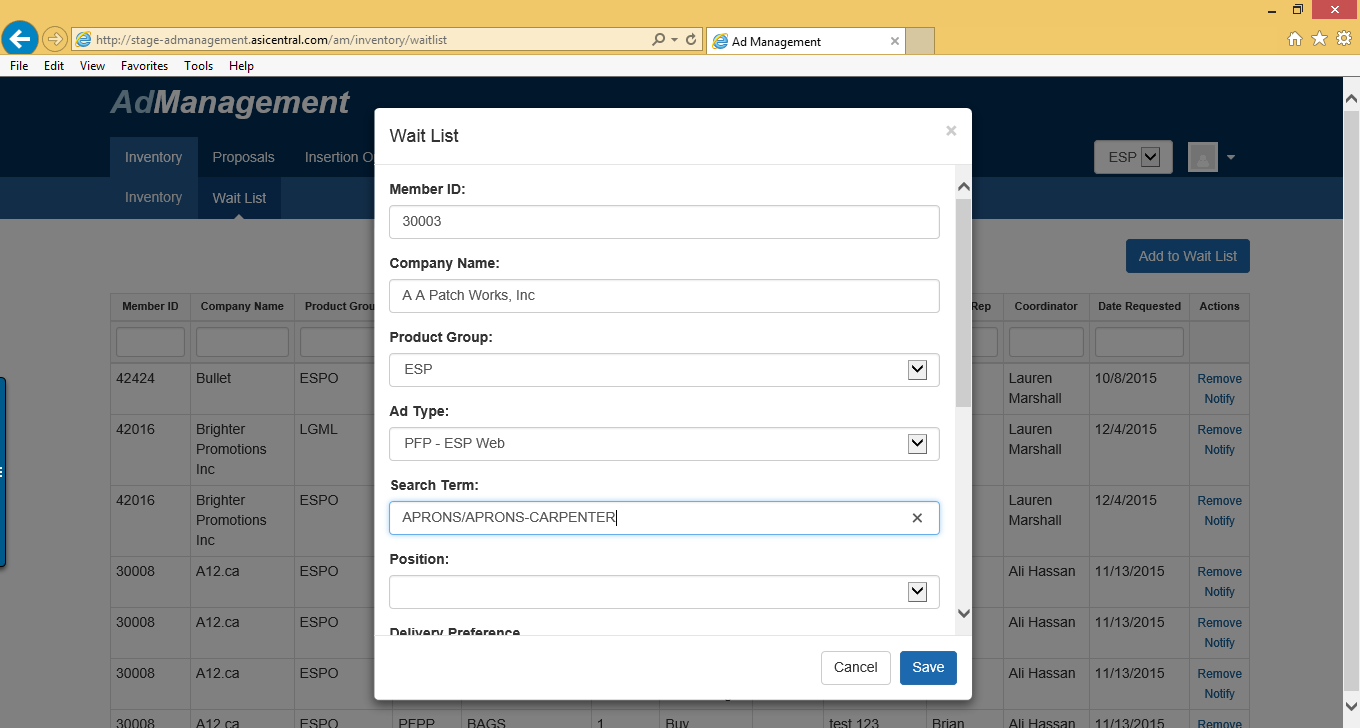 http://stage-admanagement.asicentral.com/am/inventory/waitlist
Ad Management
File Edit View Favorites Tools Help
AdManagement
Inventory Proposals Insertion O
ESP
Inventory Wait List
Add to Wait List
Wait List
Member ID:
30003
Company Name:
A A Patch Works, Inc
Product Group:
ESP
Ad Type:
PFP - ESP Web
Search Term:
APRONS/APRONS-CARPENTER
Position:
Delivery Preference
Cancel Save
Member ID Company Name Product Grou Rep Coordinator Date Requested Actions
42424 Bullet ESPO Lauren Marshall 10/8/2015 Remove
Notify
42016 Brighter Promotions Inc LGML Lauren Marshall 12/4/2015 Remove
Notify
42016 Brighter Promotions Inc ESPO Lauren Marshall 12/4/2015 Remove
Notify
30008 A12.ca ESPO Ali Hassan 11/13/2015 Remove
Notify
30008 A12.ca ESPO Ali Hassan 11/13/2015 Remove
Notify
30008 A12.ca ESPO Ali Hassan 11/13/2015 Remove
Notify
30008 A12.ca ESPO PFPP BAGS 1 Buy test 123 Brian Ali Hassan 11/13/2015 Remove